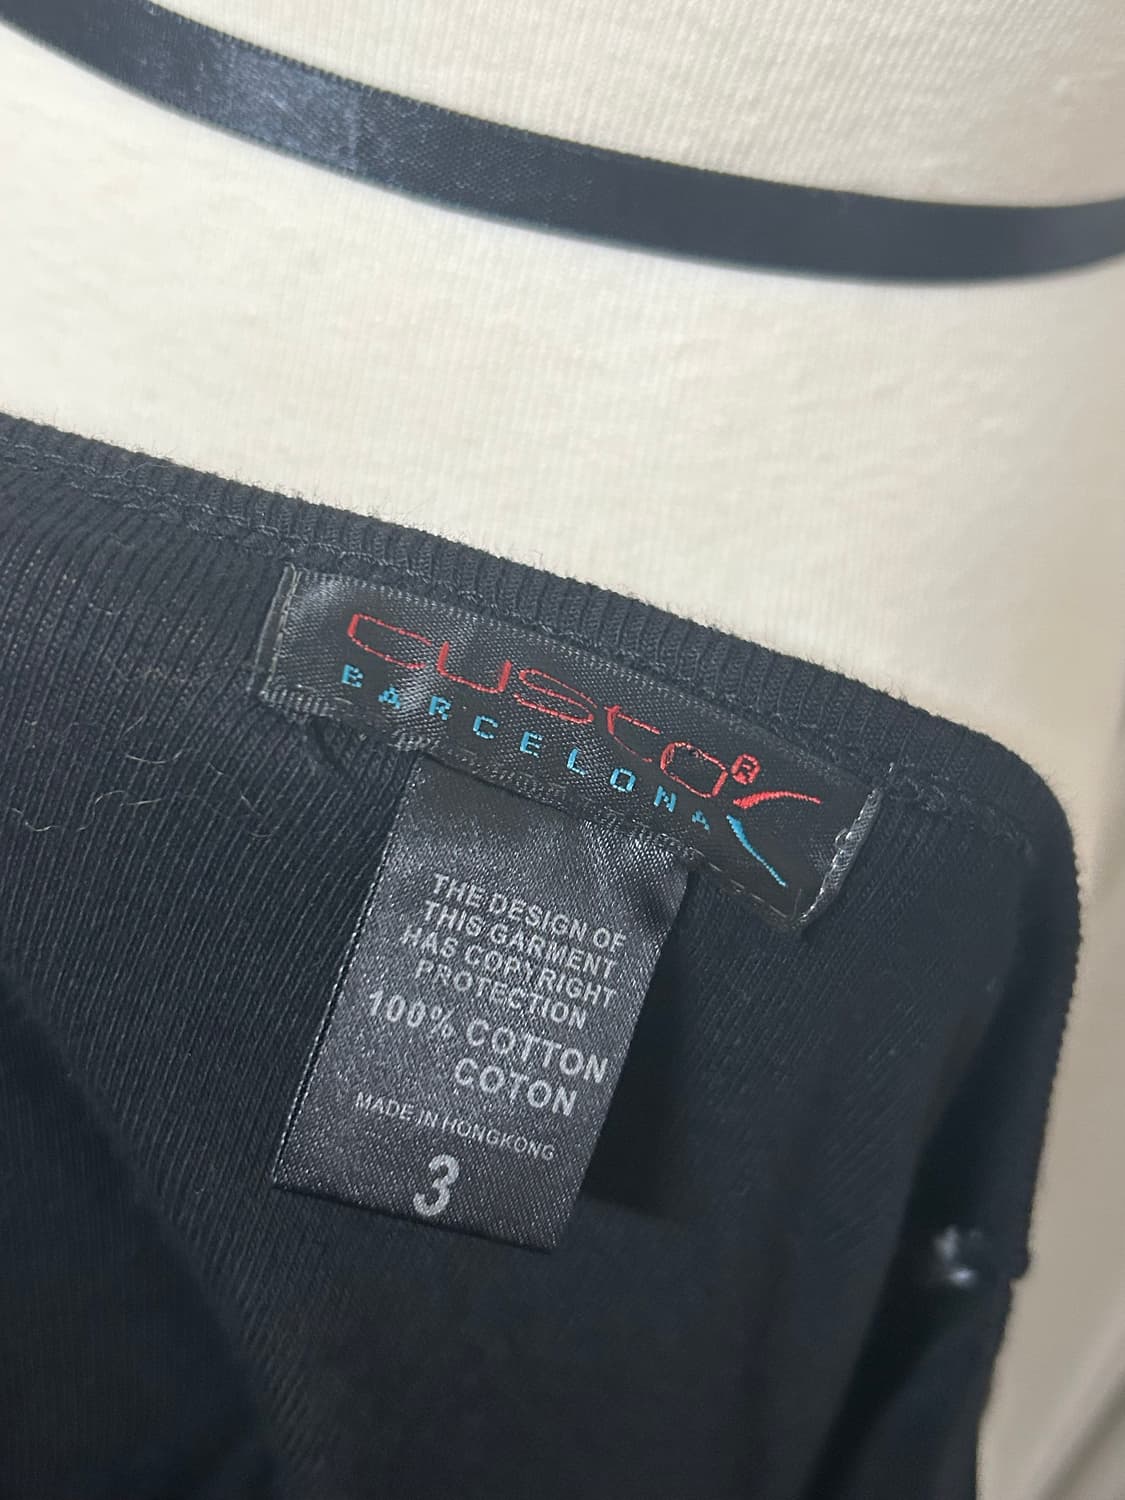 custo®
BARCELONA
THE DESIGN OF
THIS GARMENT
HAS COPYRIGHT
PROTECTION
100% COTTON
COTON
MADE IN HONGKONG
3